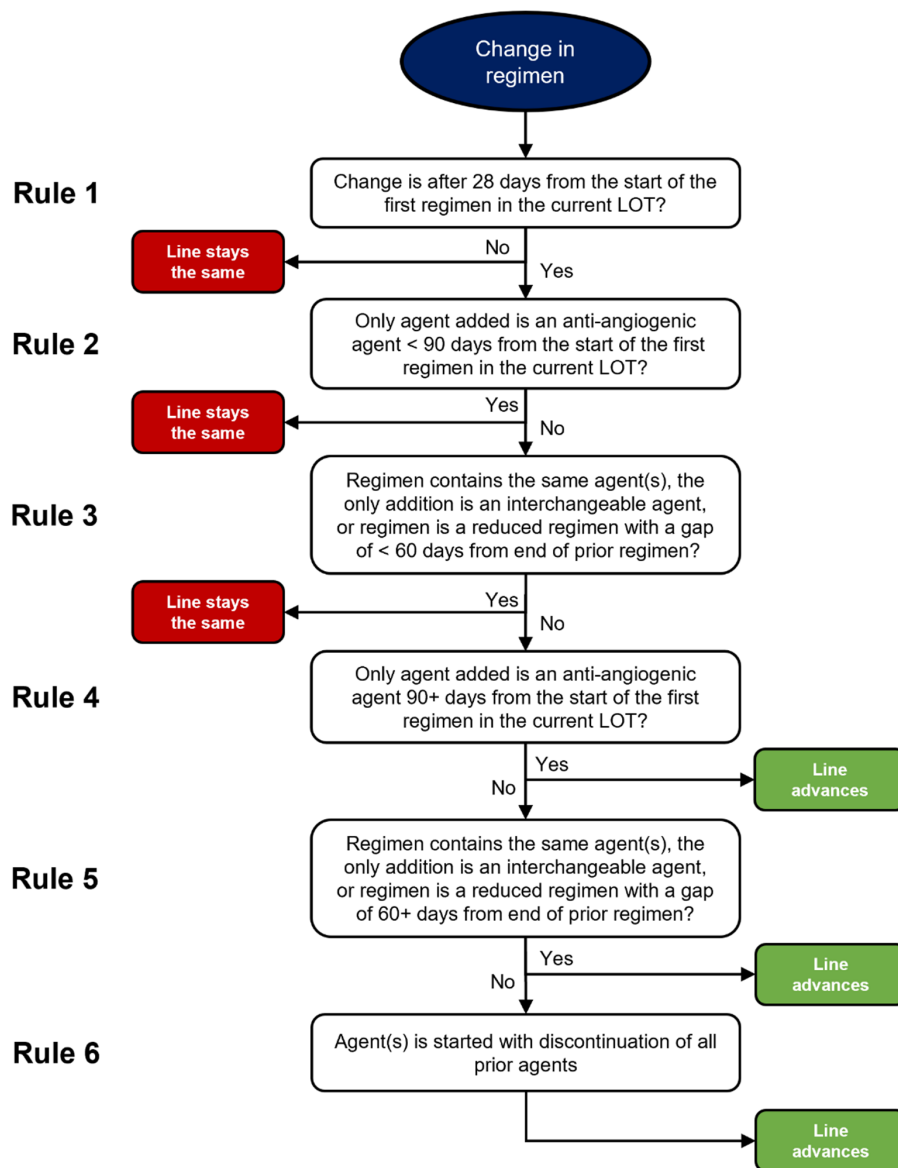 Change in
regimen
Rule 1
Change is after 28 days from the start of the
first regimen in the current LOT?
No
Line stays
the same
Yes
Rule 2
Only agent added is an anti-angiogenic
agent < 90 days from the start of the first
regimen in the current LOT?
Yes
Line stays
the same
No
Rule 3
Regimen contains the same agent(s), the
only addition is an interchangeable agent,
or regimen is a reduced regimen with a gap
of < 60 days from end of prior regimen?
Yes
Line stays
the same
No
Rule 4
Only agent added is an anti-angiogenic
agent 90+ days from the start of the first
regimen in the current LOT?
Yes
Line
advances
No
Rule 5
Regimen contains the same agent(s), the
only addition is an interchangeable agent,
or regimen is a reduced regimen with a gap
of 60+ days from end of prior regimen?
Yes
Line
advances
No
Rule 6
Agent(s) is started with discontinuation of all
prior agents
Line
advances